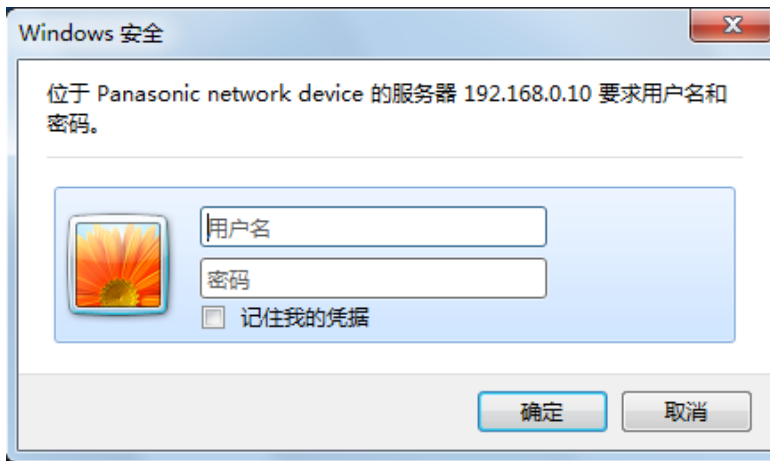 Windows 安全
位于 Panasonic network device 的服务器 192.168.0.10 要求用户名和
密码。
用户名
密码
记住我的凭据
确定
取消